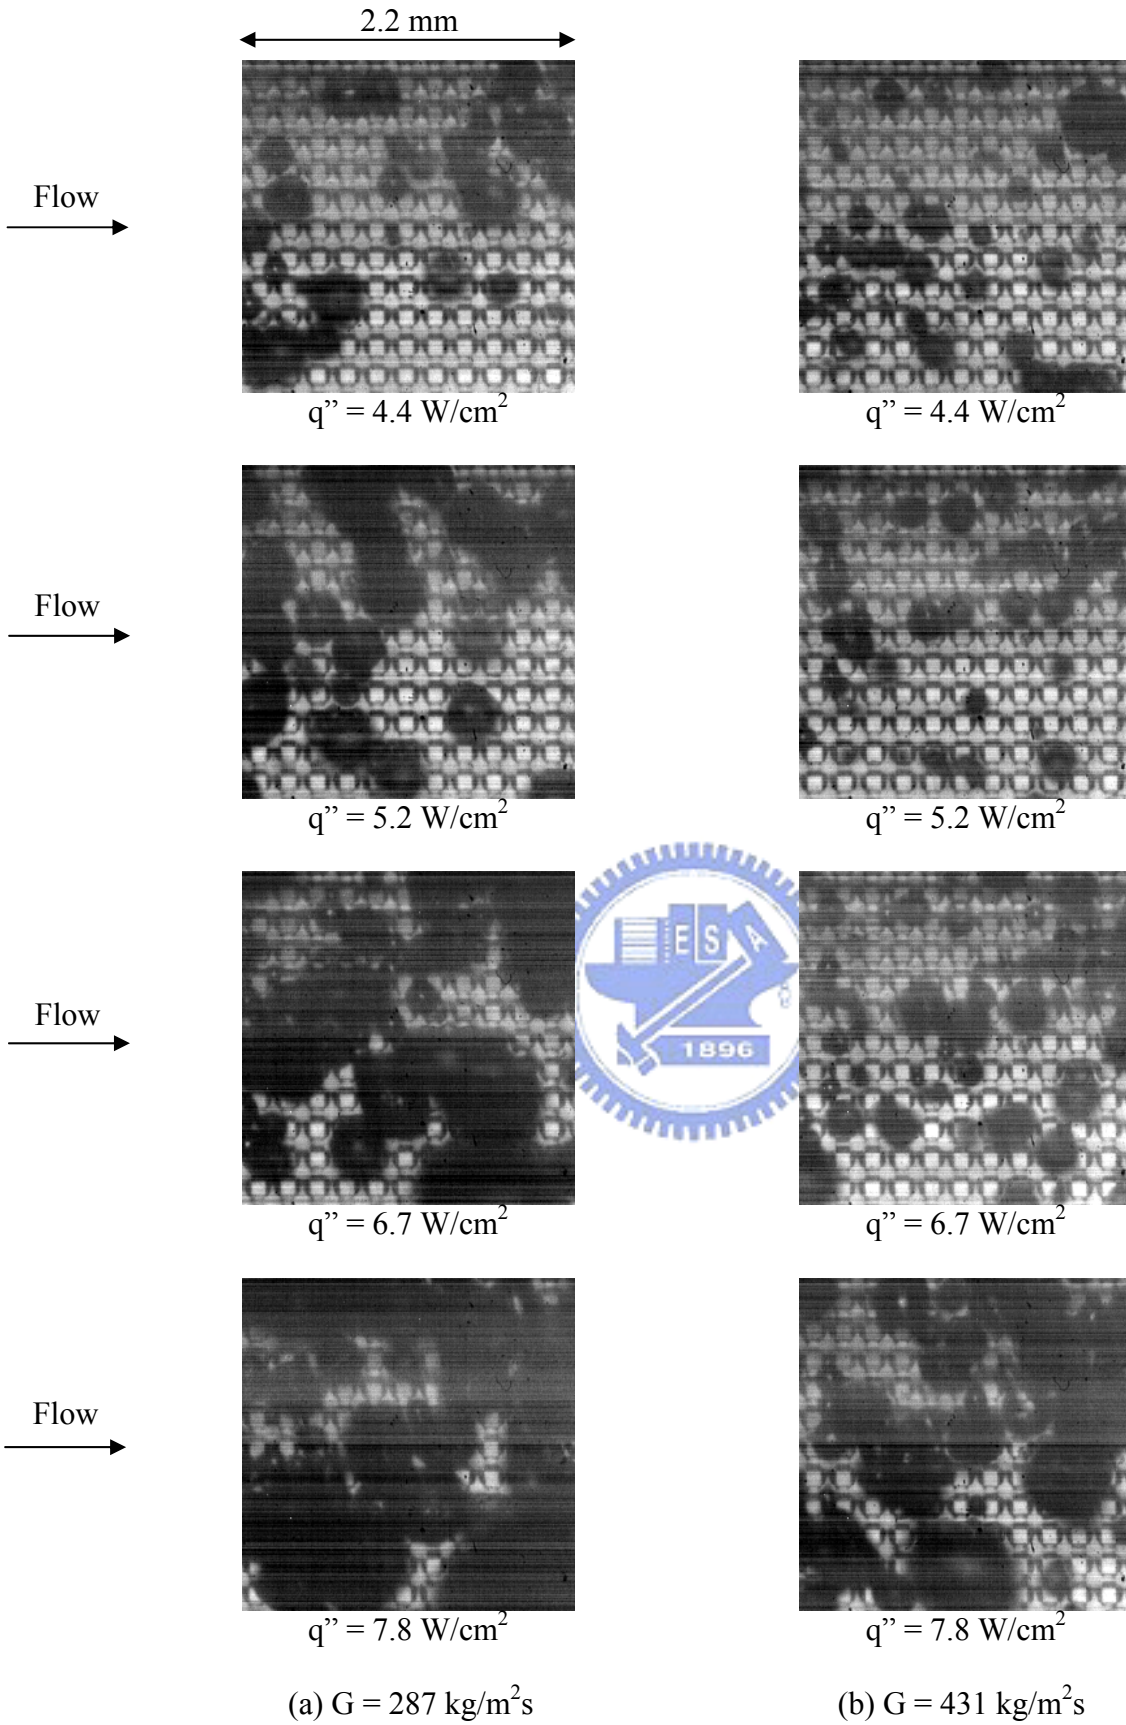 2.2 mm
Flow
q” = 4.4 W/cm²
q” = 4.4 W/cm²
Flow
q” = 5.2 W/cm²
q” = 5.2 W/cm²
E S A
1896
Flow
q” = 6.7 W/cm²
q” = 6.7 W/cm²
Flow
q” = 7.8 W/cm²
q” = 7.8 W/cm²
(a) G = 287 kg/m²s
(b) G = 431 kg/m²s